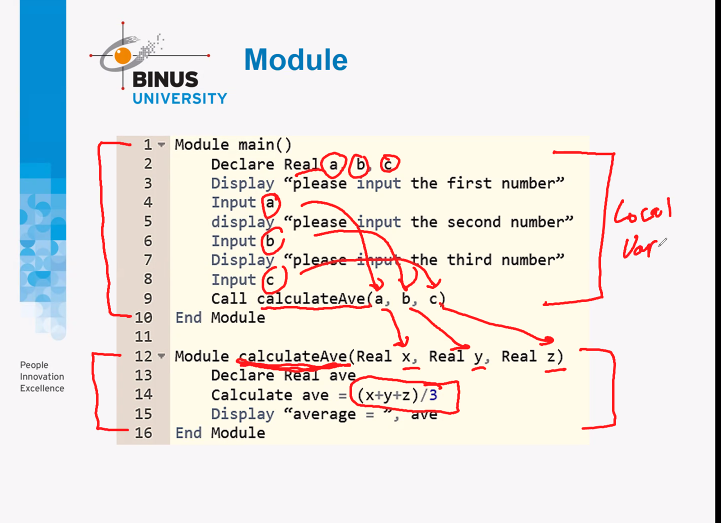 Module
BINUS
UNIVERSITY
1 Module main()
2 Declare Real a b c
3 Display “please input the first number”
4 Input a
5 display “please input the second number”
6 Input b
7 Display “please input the third number”
8 Input c
9 Call calculateAve(a, b, c)
10 End Module
11
12 Module calculateAve(Real x, Real y, Real z)
13 Declare Real ave
14 Calculate ave = (x+y+z)/3
15 Display “average = ”, ave
16 End Module
Local
Var
People
Innovation
Excellence